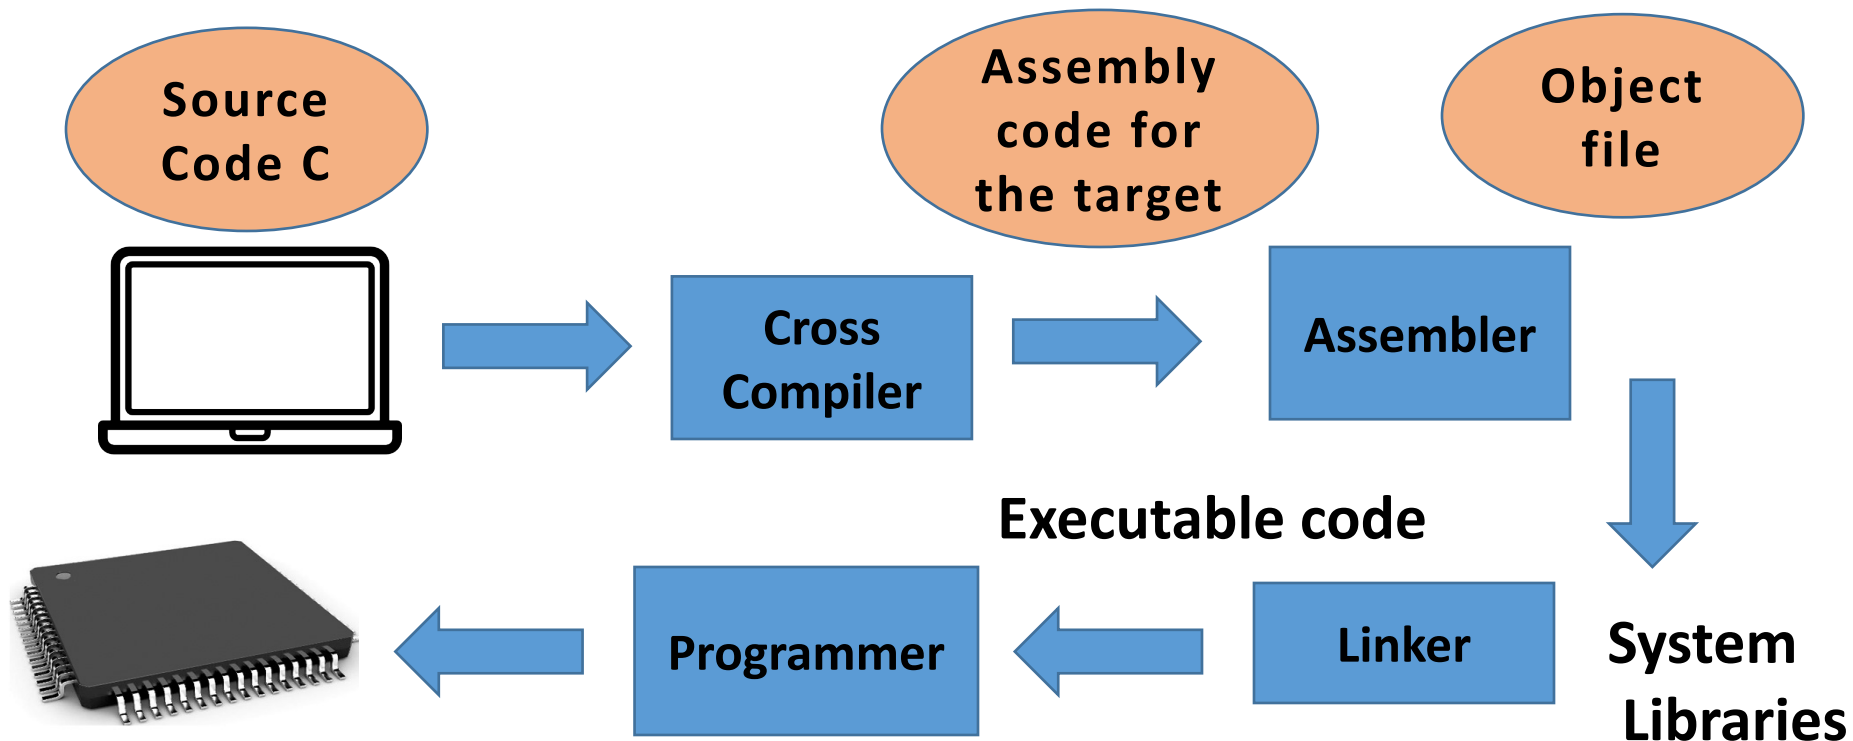 Source
Code C
Assembly
code for
the target
Object
file
Cross
Compiler
Assembler
Executable code
Programmer
Linker
System
Libraries